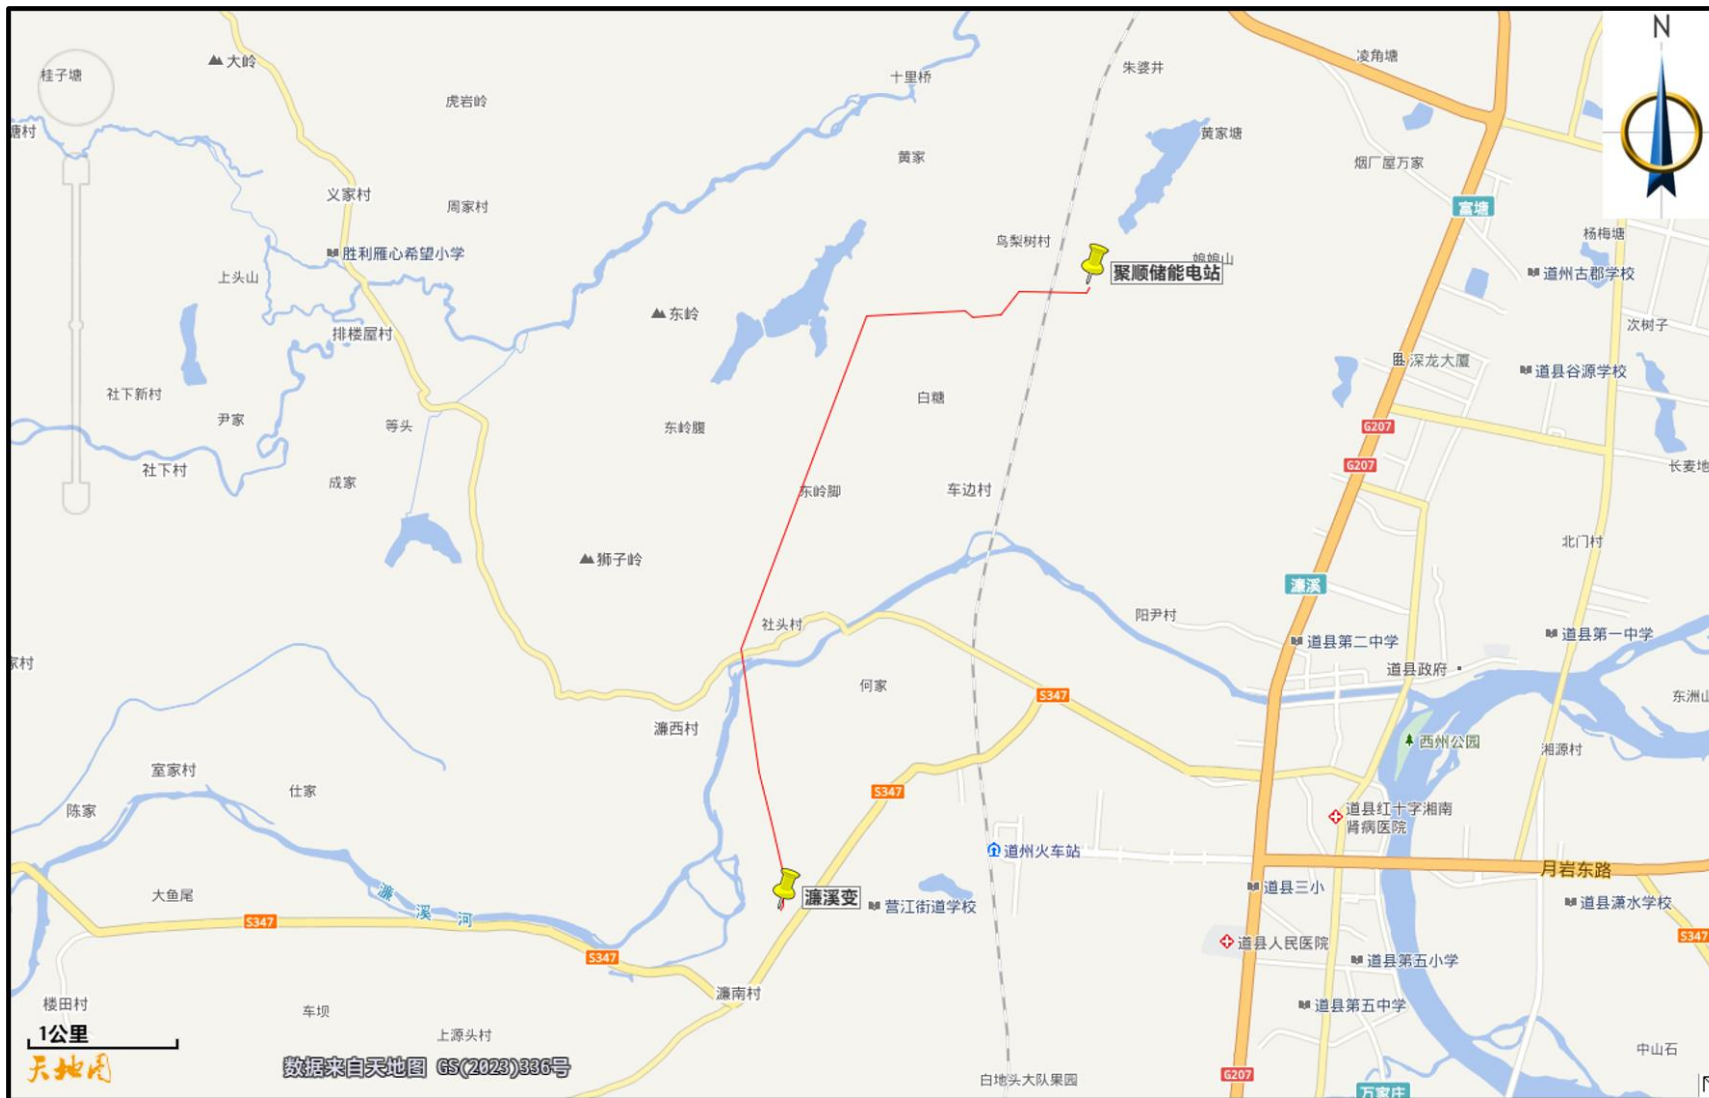 N
凌角塘
大岭
朱婆井
桂子塘
十里桥
虎岩岭
塘村
黄家塘
黄家
烟厂屋万家
义家村
周家村
富塘
杨梅塘
鸟梨树村
胜利雁心希望小学
娘娘山
聚顺储能电站
道州古郡学校
上头山
东岭
次树子
排楼屋村
深龙大厦
道县谷源学校
社下新村
白糖
尹家
等头
东岭腹
G207
G207
长麦地
社下村
成家
东岭脚
车边村
北门村
狮子岭
濂溪
阳尹村
社头村
道县第二中学
道县第一中学
家村
道县政府
何家
S347
东洲山
濂西村
西州公园
湘源村
室家村
仕家
S347
陈家
道县红十字湘南
肾病医院
道州火车站
月岩东路
大鱼尾
濂溪河
濂溪变
营江街道学校
道县三小
道县潇水学校
S347
S347
S347
道县人民医院
道县第五小学
濂南村
楼田村
车坝
道县第五中学
1公里
上源头村
中山石
天地图
数据来自天地图 GS(2023)336号
白地头大队果园
G207
万家庄